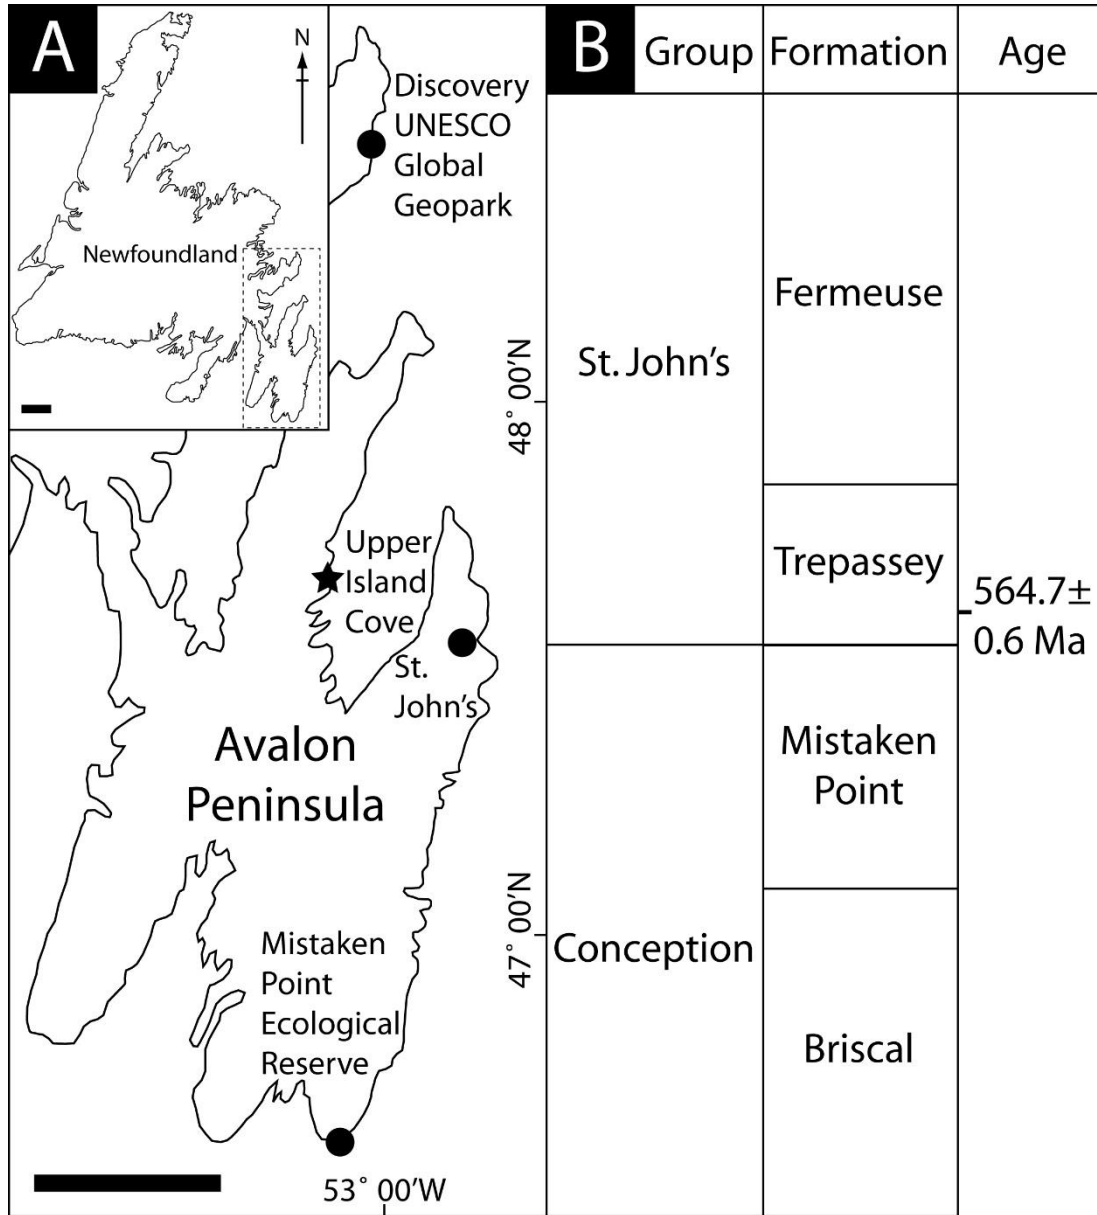 A
N
Newfoundland
Discovery
UNESCO
Global
Geopark
48° 00'N
Upper
Island
Cove
St.
John's
Avalon
Peninsula
47° 00'N
Mistaken
Point
Ecological
Reserve
53° 00'W
B
Group
Formation
Age
St. John's
Fermeuse
Trepassey
564.7±
0.6 Ma
Conception
Mistaken
Point
Briscal